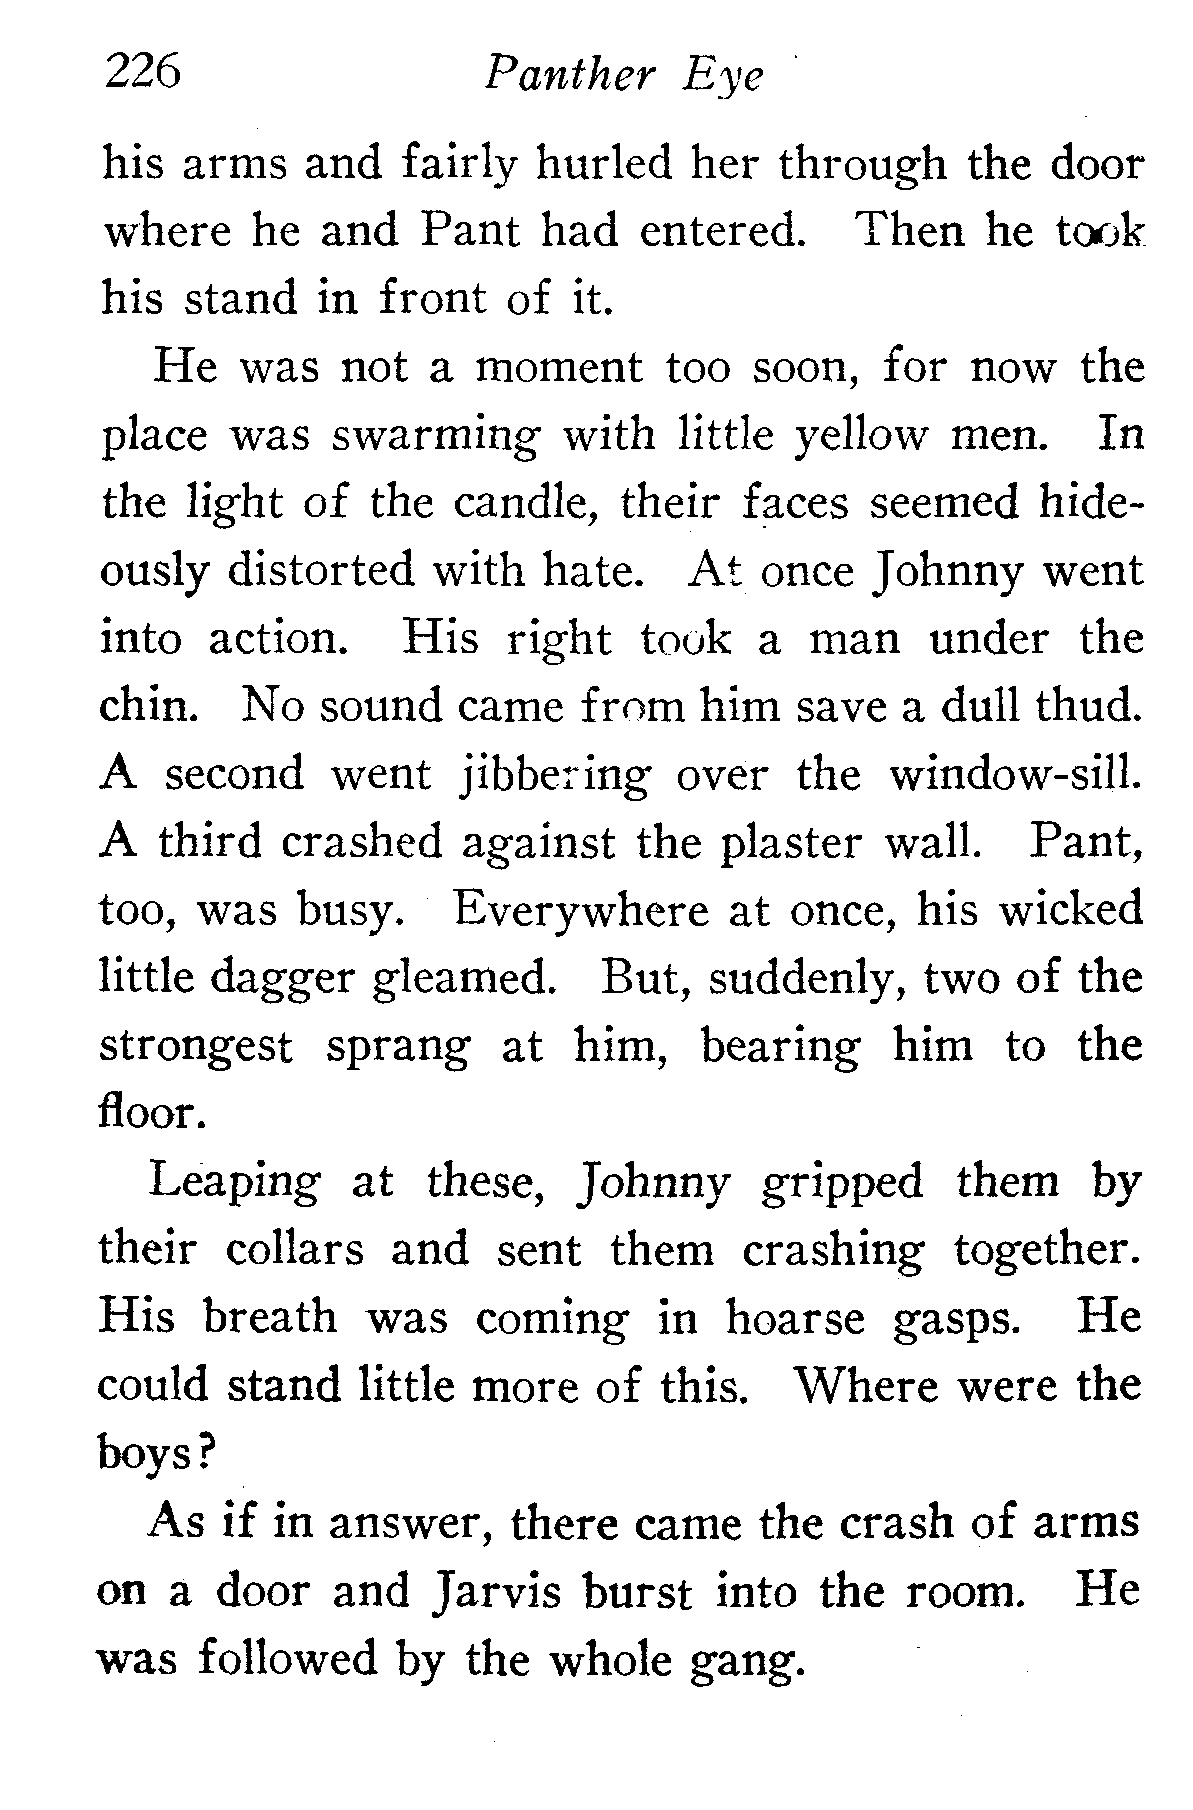 226 Panther Eye
his arms and fairly hurled her through the door
where he and Pant had entered. Then he took
his stand in front of it.
He was not a moment too soon, for now the
place was swarming with little yellow men. In
the light of the candle, their faces seemed hide-
ously distorted with hate. At once Johnny went
into action. His right took a man under the
chin. No sound came from him save a dull thud.
A second went jibbering over the window-sill.
A third crashed against the plaster wall. Pant,
too, was busy. Everywhere at once, his wicked
little dagger gleamed. But, suddenly, two of the
strongest sprang at him, bearing him to the
floor.
Leaping at these, Johnny gripped them by
their collars and sent them crashing together.
His breath was coming in hoarse gasps. He
could stand little more of this. Where were the
boys?
As if in answer, there came the crash of arms
on a door and Jarvis burst into the room. He
was followed by the whole gang.